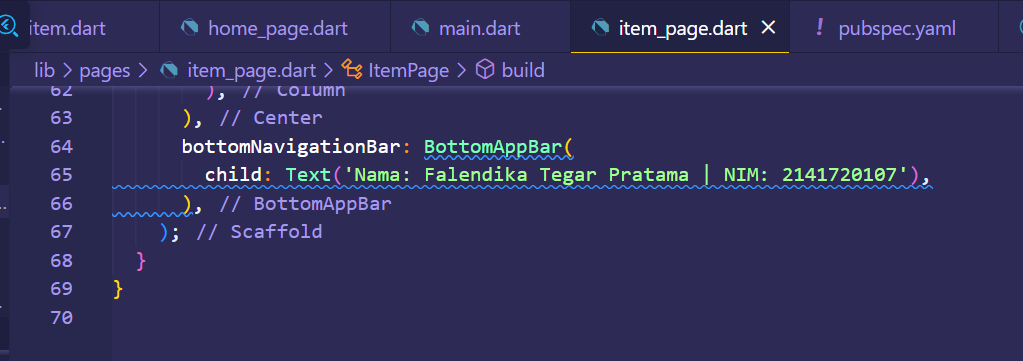 item.dart
home_page.dart
main.dart
item_page.dart
! pubspec.yaml
lib > pages > item_page.dart > ItemPage > build
62 ), // Column
63 ), // Center
64 bottomNavigationBar: BottomAppBar(
65 child: Text('Nama: Falendika Tegar Pratama | NIM: 2141720107'),
66 ), // BottomAppBar
67 ); // Scaffold
68 }
69 }
70